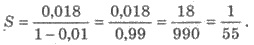 S = 0,018/(1 − 0,01) = 0,018/0,99 = 18/990 = 1/55.